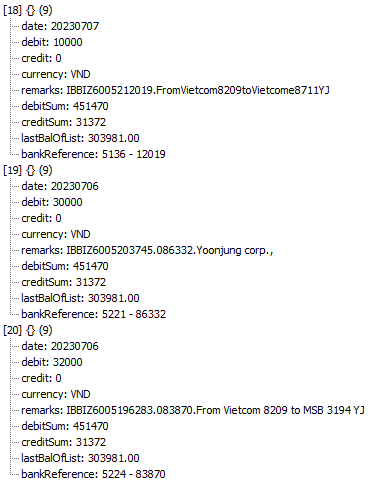 [18] {} (9)
date: 20230707
debit: 10000
credit: 0
currency: VND
remarks: IBBIZ6005212019.FromVietcom8209toVietcome8711YJ
debitSum: 451470
creditSum: 31372
lastBalOfList: 303981.00
bankReference: 5136 - 12019
[19] {} (9)
date: 20230706
debit: 30000
credit: 0
currency: VND
remarks: IBBIZ6005203745.086332.Yoonjung corp.,
debitSum: 451470
creditSum: 31372
lastBalOfList: 303981.00
bankReference: 5221 - 86332
[20] {} (9)
date: 20230706
debit: 32000
credit: 0
currency: VND
remarks: IBBIZ6005196283.083870.From Vietcom 8209 to MSB 3194 YJ
debitSum: 451470
creditSum: 31372
lastBalOfList: 303981.00
bankReference: 5224 - 83870